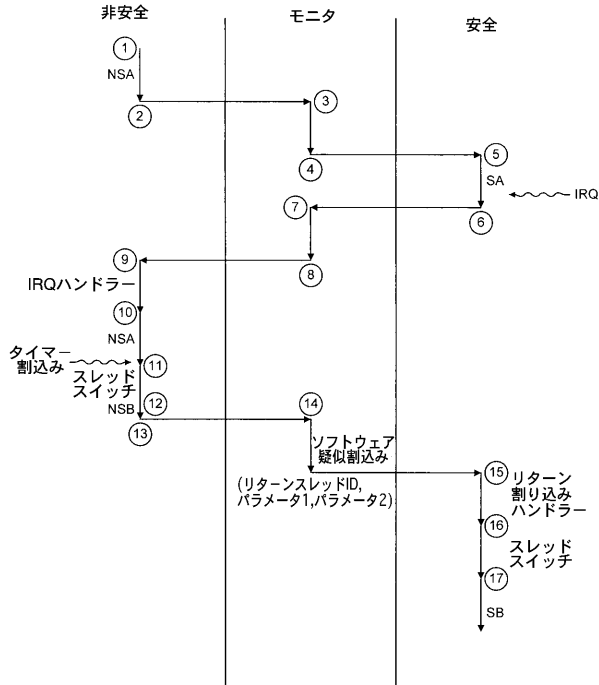 非安全
モニタ
安全
1
NSA
2
3
4
5
SA
IRQ
6
7
8
9
IRQハンドラー
10
NSA
タイマー
割込み
11
スレッド
スイッチ
NSB
12
13
14
ソフトウェア
疑似割込み
(リターンスレッドID,
パラメータ1,パラメータ2)
15
リターン
割り込み
ハンドラー
16
スレッド
スイッチ
17
SB